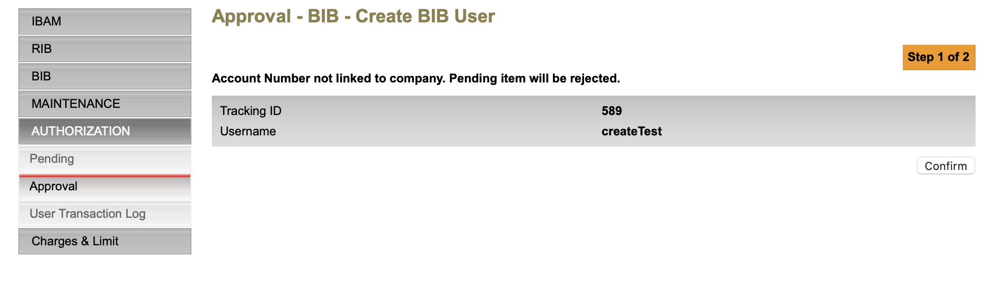 IBAM
RIB
BIB
MAINTENANCE
AUTHORIZATION
Pending
Approval
User Transaction Log
Charges & Limit
Approval - BIB - Create BIB User
Step 1 of 2
Account Number not linked to company. Pending item will be rejected.
Tracking ID 589
Username createTest
Confirm